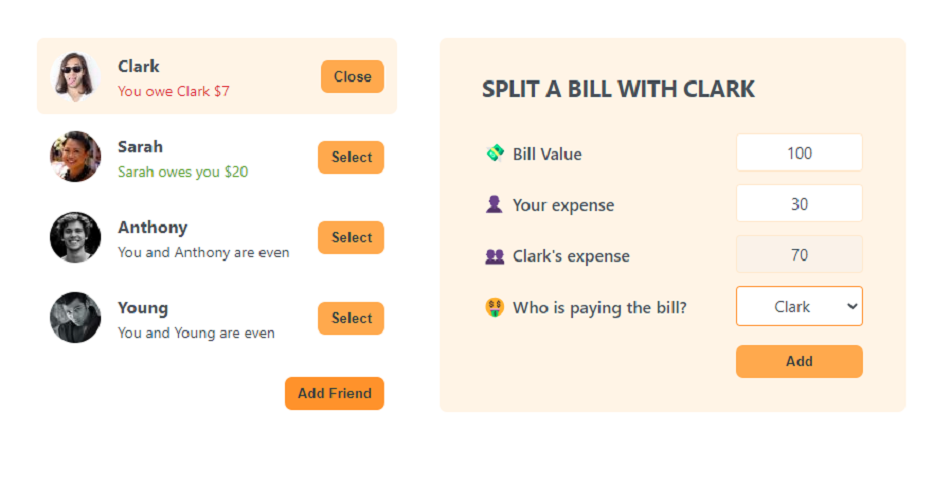 Clark
You owe Clark $7
Close
Sarah
Sarah owes you $20
Select
Anthony
You and Anthony are even
Select
Young
You and Young are even
Select
Add Friend
SPLIT A BILL WITH CLARK
Bill Value
100
Your expense
30
Clark's expense
70
Who is paying the bill?
Clark
Add